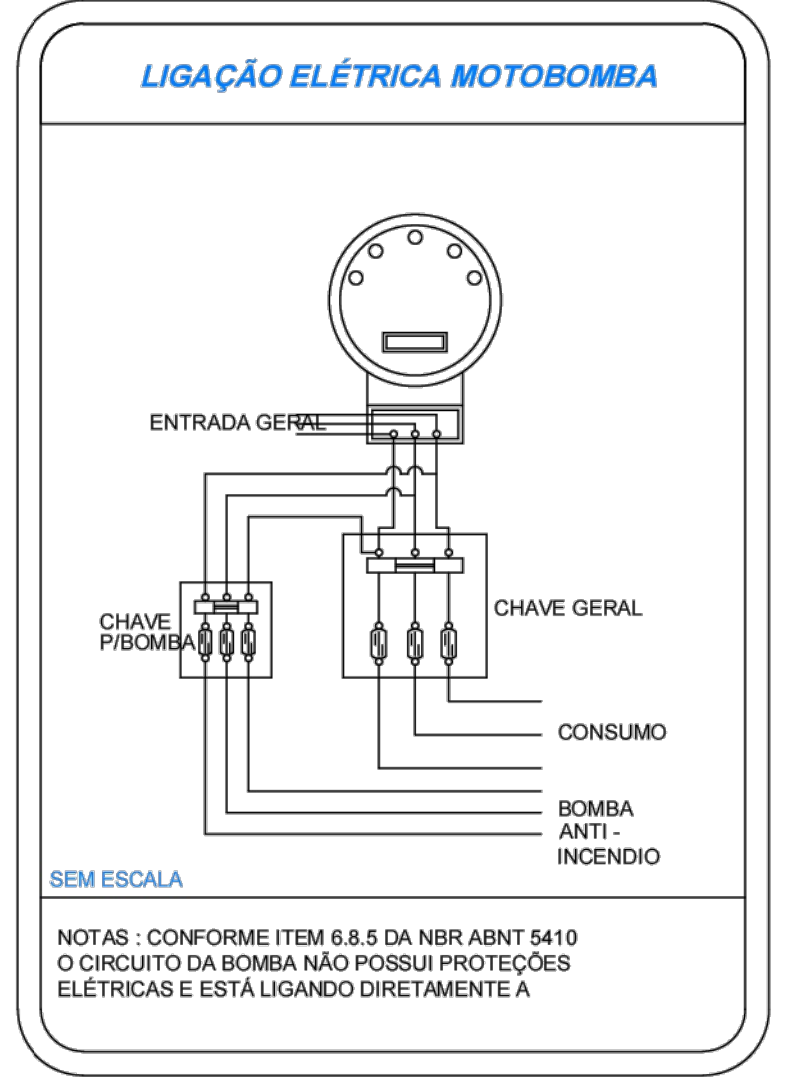 LIGAÇÃO ELÉTRICA MOTOBOMBA
ENTRADA GERAL
CHAVE GERAL
CHAVE
P/BOMBA
CONSUMO
BOMBA
ANTI -
INCENDIO
SEM ESCALA
NOTAS : CONFORME ITEM 6.8.5 DA NBR ABNT 5410
O CIRCUITO DA BOMBA NÃO POSSUI PROTEÇÕES
ELÉTRICAS E ESTÁ LIGANDO DIRETAMENTE A